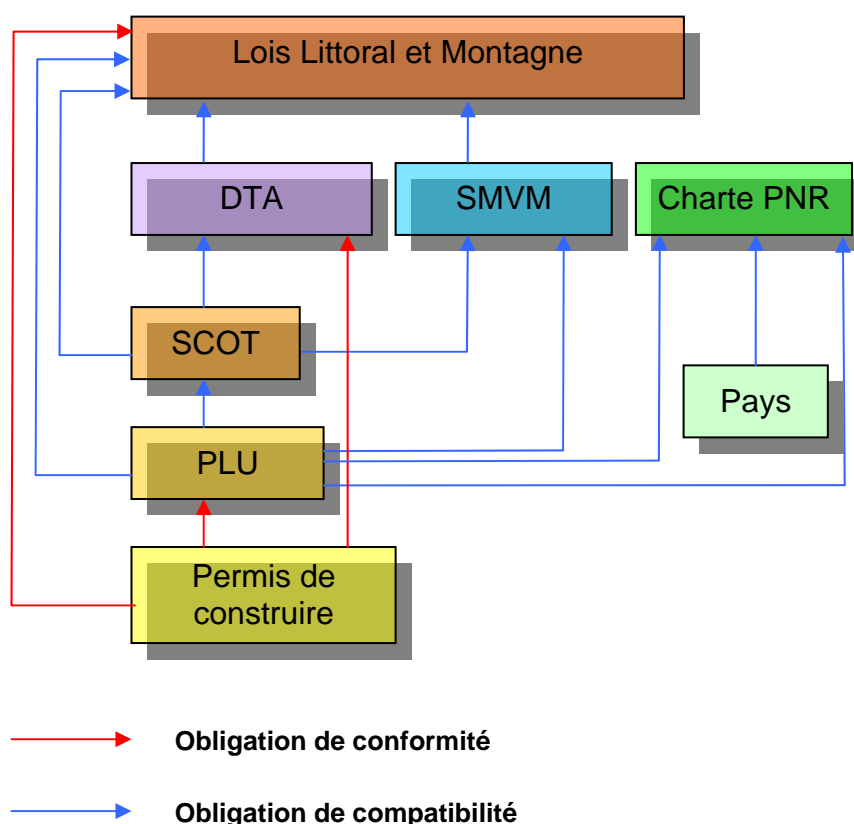 Lois Littoral et Montagne
DTA
SMVM
Charte PNR
SCOT
Pays
PLU
Permis de
construire
Obligation de conformité
Obligation de compatibilité